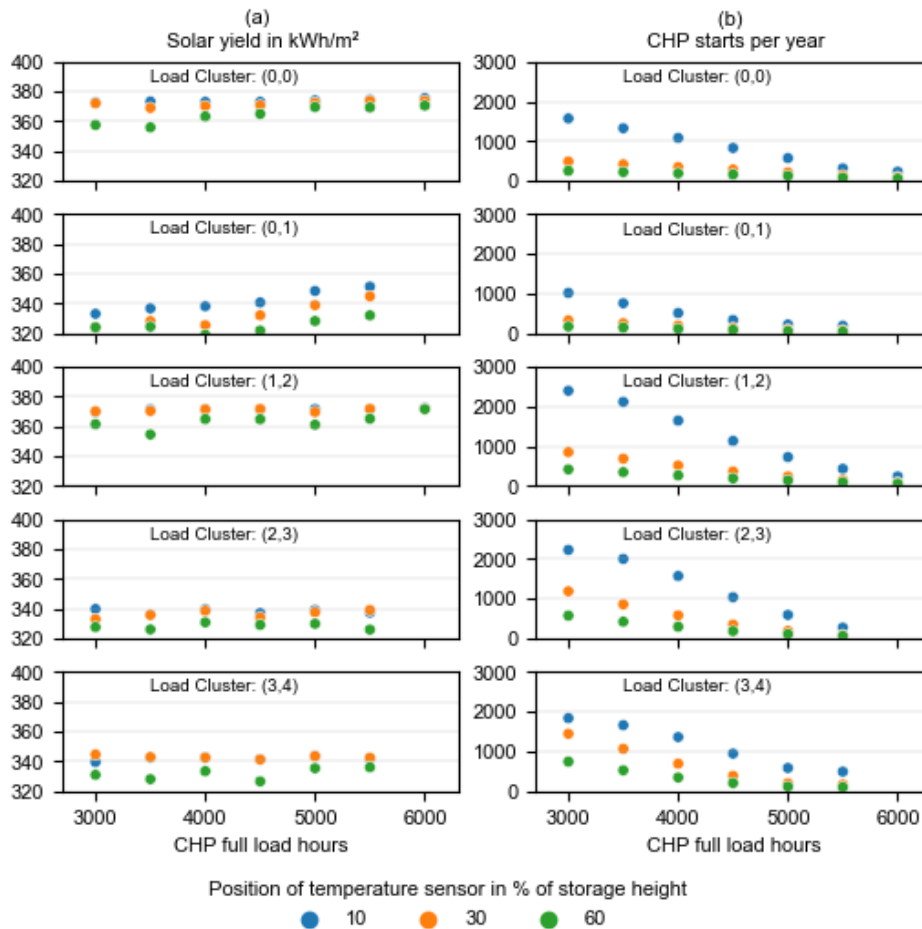 (a)
Solar yield in kWh/m²
(b)
CHP starts per year
400
380
360
340
320
Load Cluster: (0,0)
3000
2000
1000
0
Load Cluster: (0,0)
400
380
360
340
320
Load Cluster: (0,1)
3000
2000
1000
0
Load Cluster: (0,1)
400
380
360
340
320
Load Cluster: (1,2)
3000
2000
1000
0
Load Cluster: (1,2)
400
380
360
340
320
Load Cluster: (2,3)
3000
2000
1000
0
Load Cluster: (2,3)
400
380
360
340
320
Load Cluster: (3,4)
3000
2000
1000
0
Load Cluster: (3,4)
3000 4000 5000 6000
CHP full load hours
3000 4000 5000 6000
CHP full load hours
Position of temperature sensor in % of storage height
10 30 60